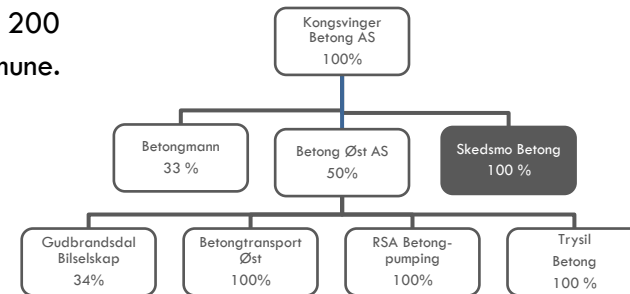 200
mune.
Kongsvinger
Betong AS
100%
Betongmann
33 %
Betong Øst AS
50%
Skedsmo Betong
100 %
Gudbrandsdal
Bilselskap
34%
Betongtransport
Øst
100%
RSA Betong-
pumping
100%
Trysil
Betong
100 %